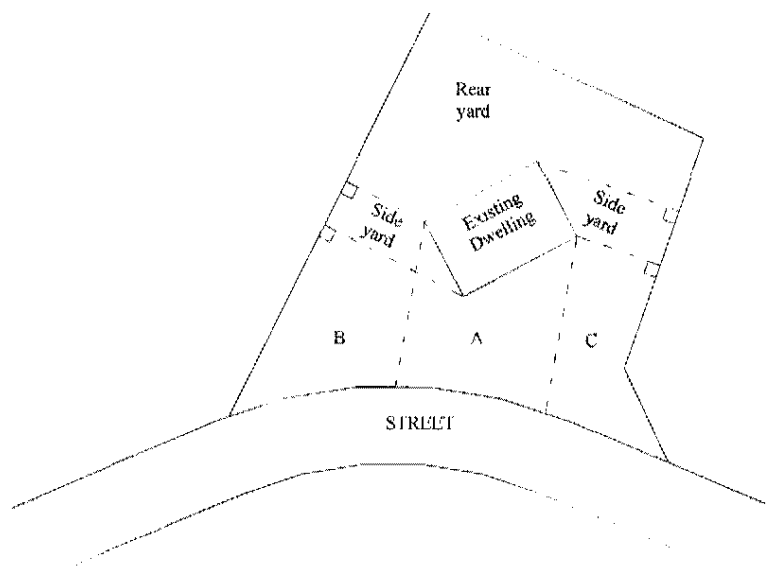 Rear
yard
Side
yard
Existing
Dwelling
Side
yard
B
A
C
STREET